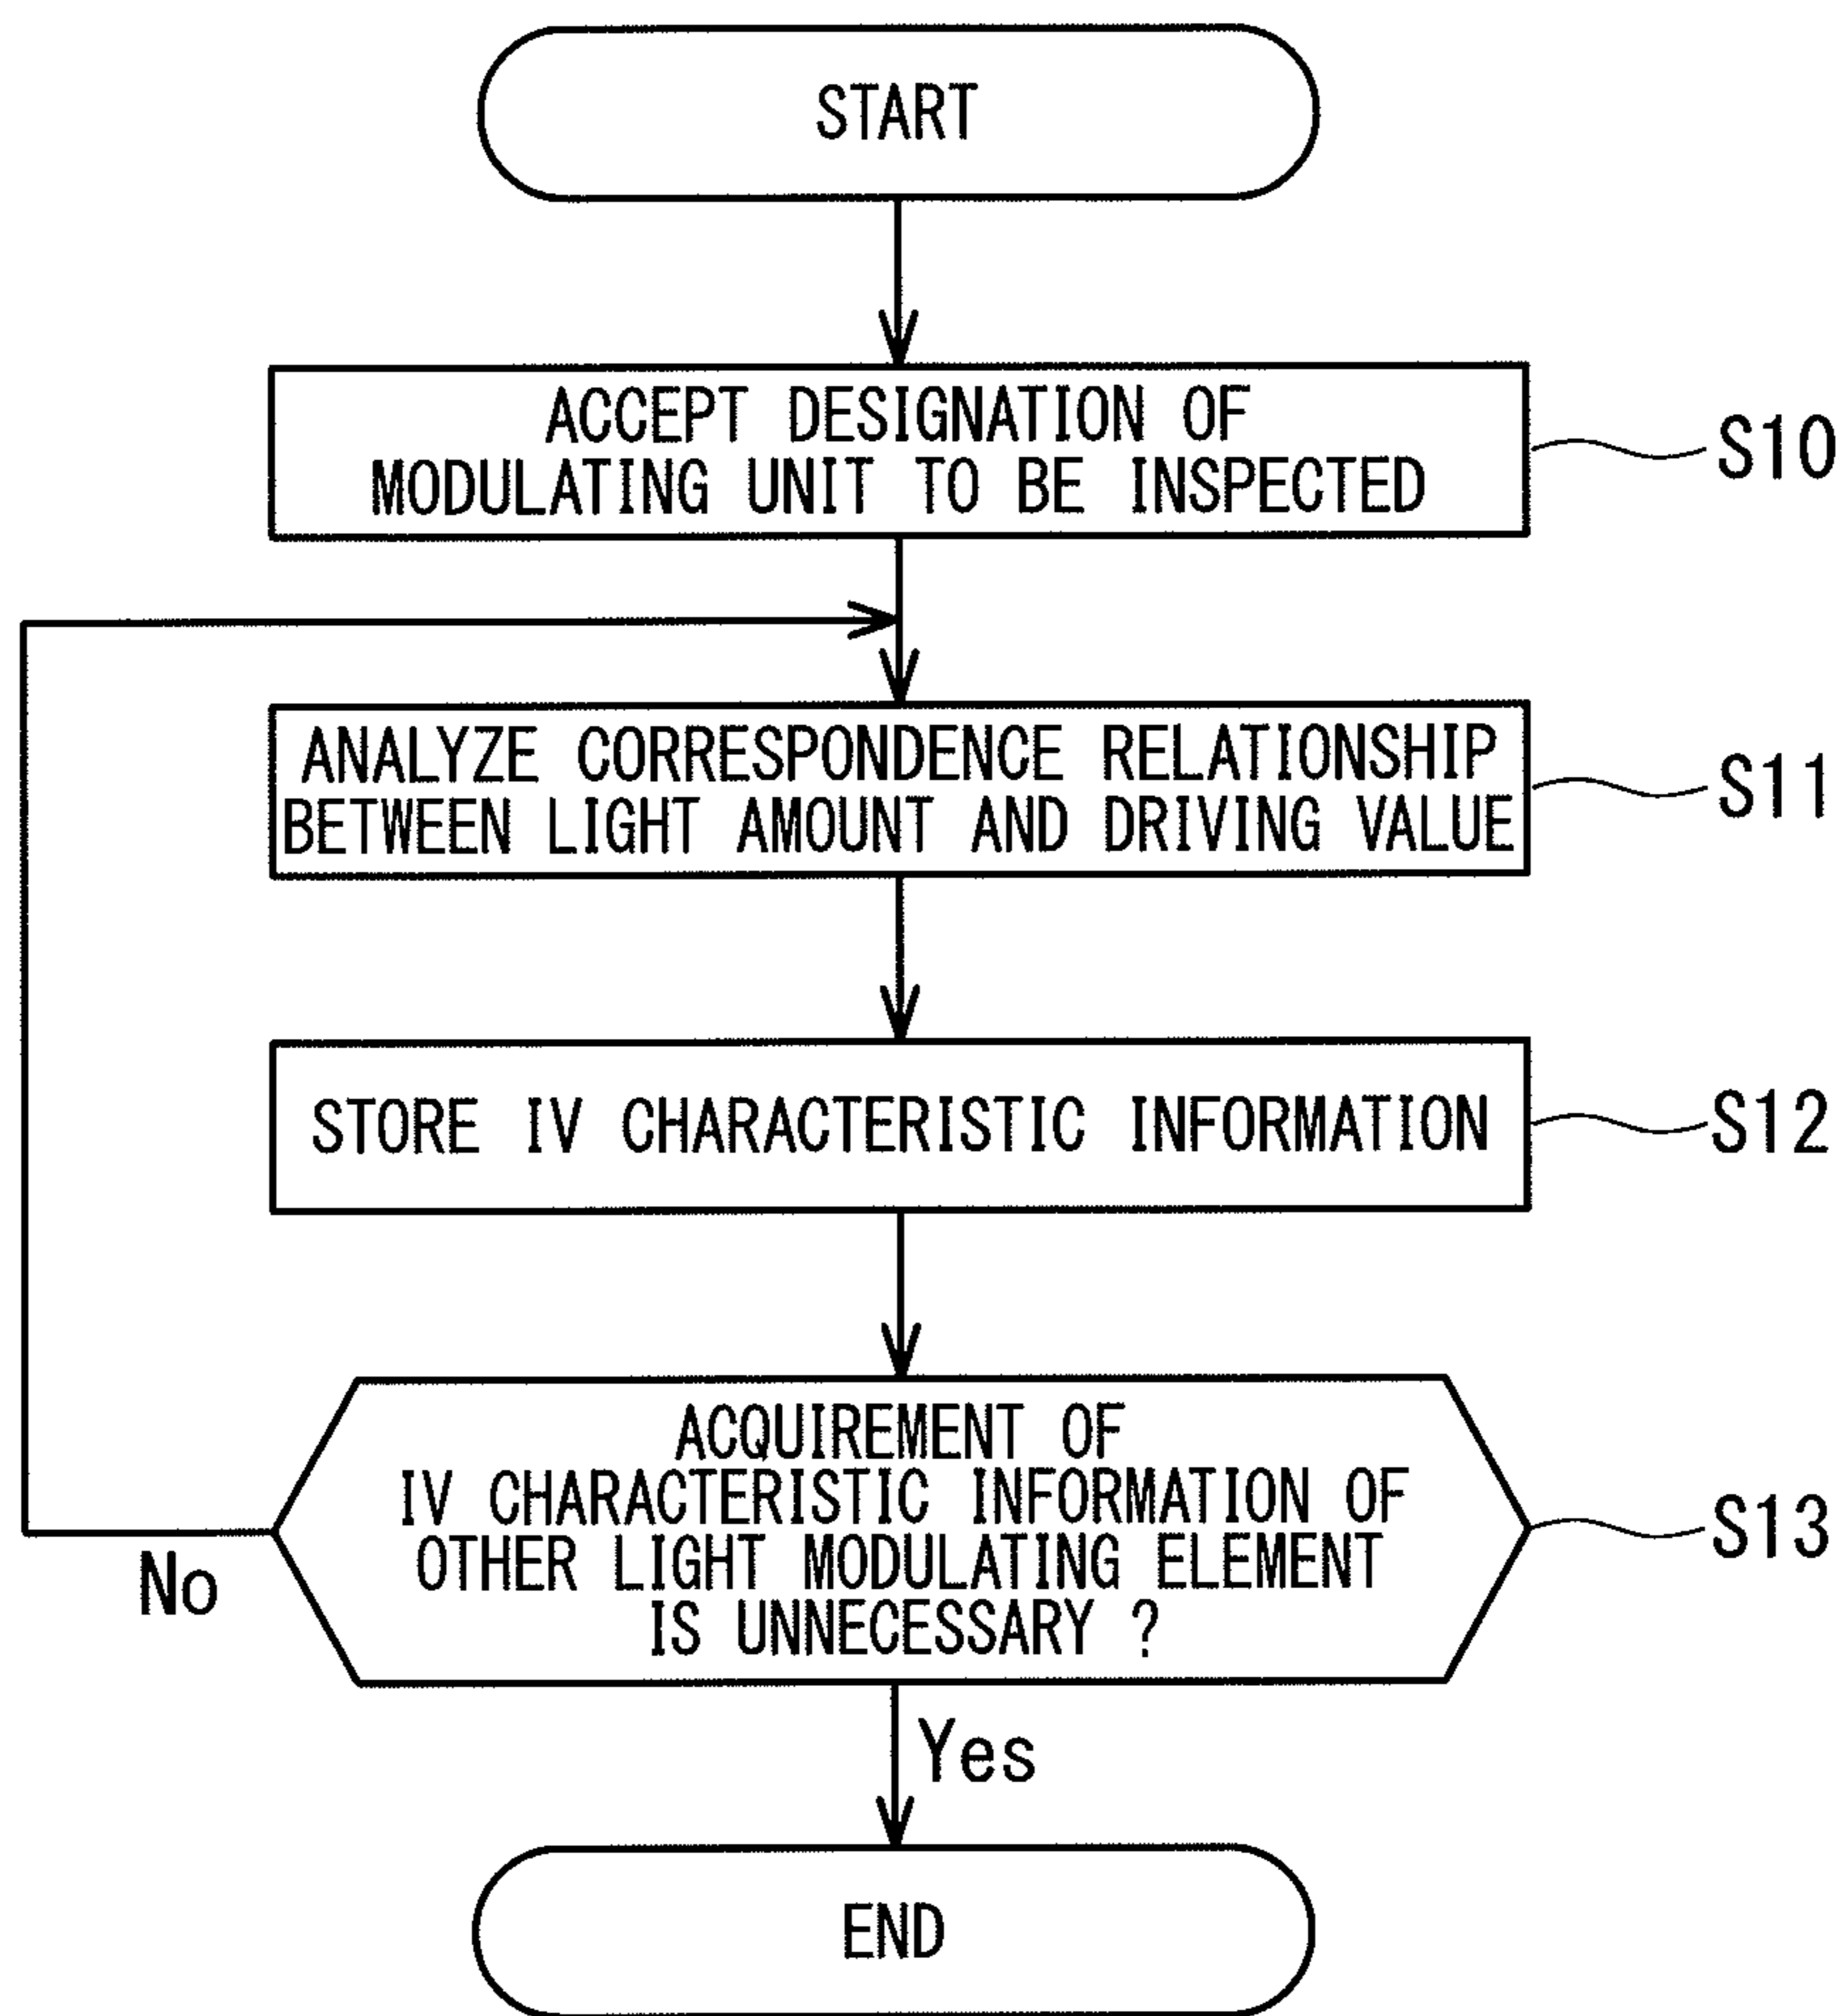 START
ACCEPT DESIGNATION OF
MODULATING UNIT TO BE INSPECTED
S10
ANALYZE CORRESPONDENCE RELATIONSHIP
BETWEEN LIGHT AMOUNT AND DRIVING VALUE
S11
STORE IV CHARACTERISTIC INFORMATION
S12
ACQUIREMENT OF
IV CHARACTERISTIC INFORMATION OF
OTHER LIGHT MODULATING ELEMENT
IS UNNECESSARY ?
S13
No
Yes
END